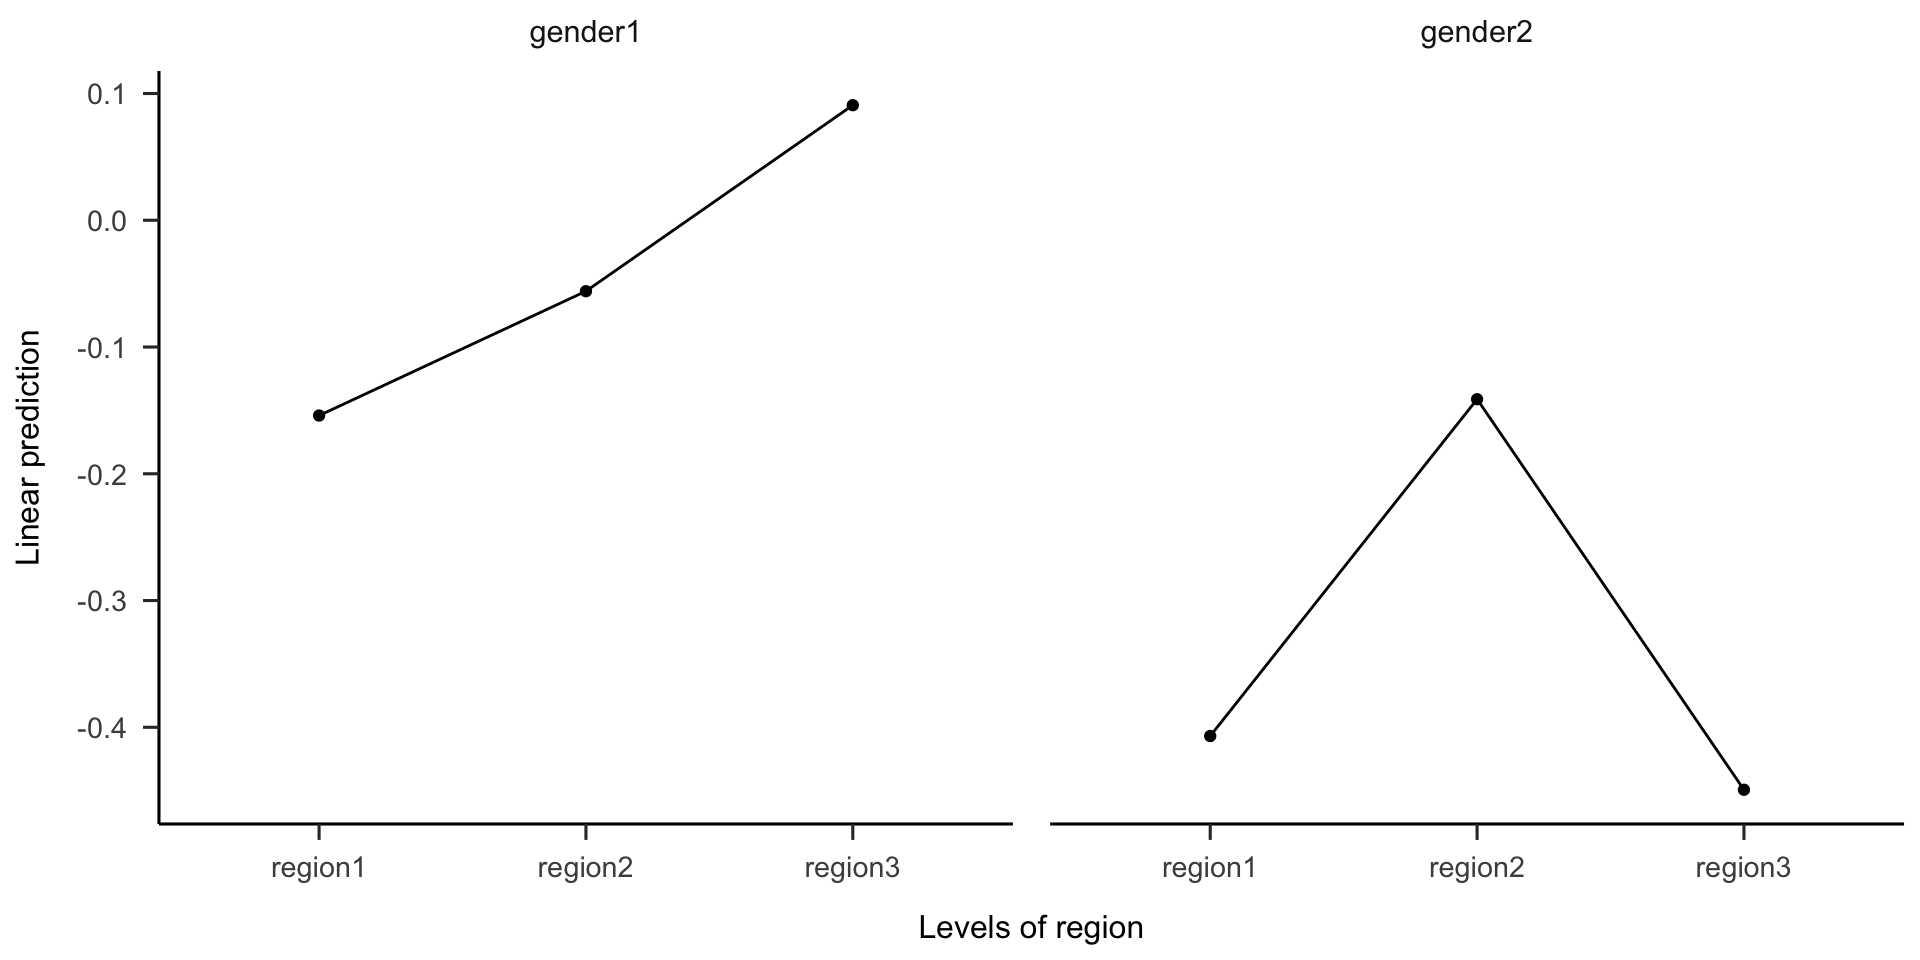 gender1
gender2
0.1
0.0
-0.1
-0.2
-0.3
-0.4
Linear prediction
region1 region2 region3
region1 region2 region3
Levels of region